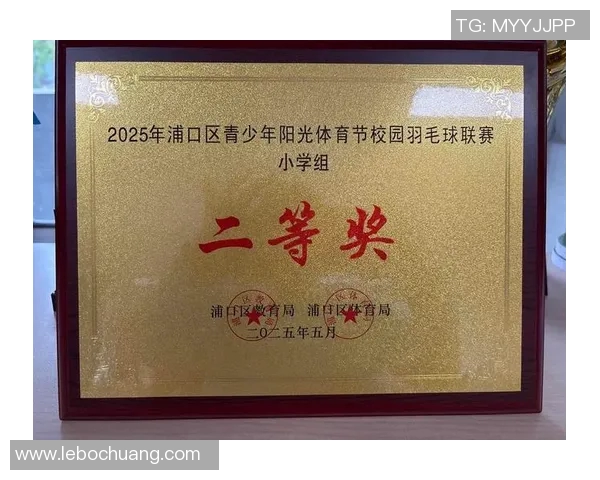 TG: MYYJJPP
2025年浦口区青少年阳光体育节校园羽毛球联赛
小学组
二等奖
浦口区教育局 浦口区体育局
二〇二五年五月
www.lebochuang.com